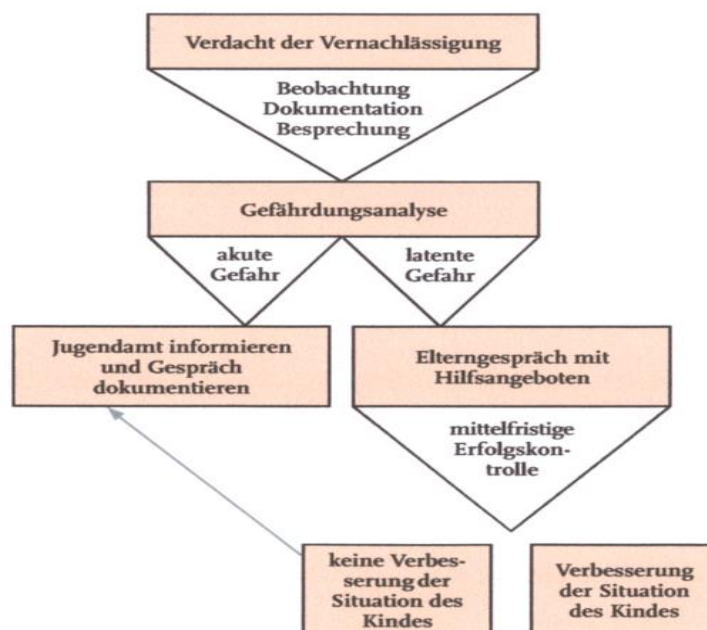 Verdacht der Vernachlässigung
Beobachtung
Dokumentation
Besprechung
Gefährdungsanalyse
akute
Gefahr
latente
Gefahr
Jugendamt informieren
und Gespräch
dokumentieren
Elterngespräch mit
Hilfsangeboten
mittelfristige
Erfolgskon-
trolle
keine Verbes-
serung der
Situation des
Kindes
Verbesserung
der Situation
des Kindes